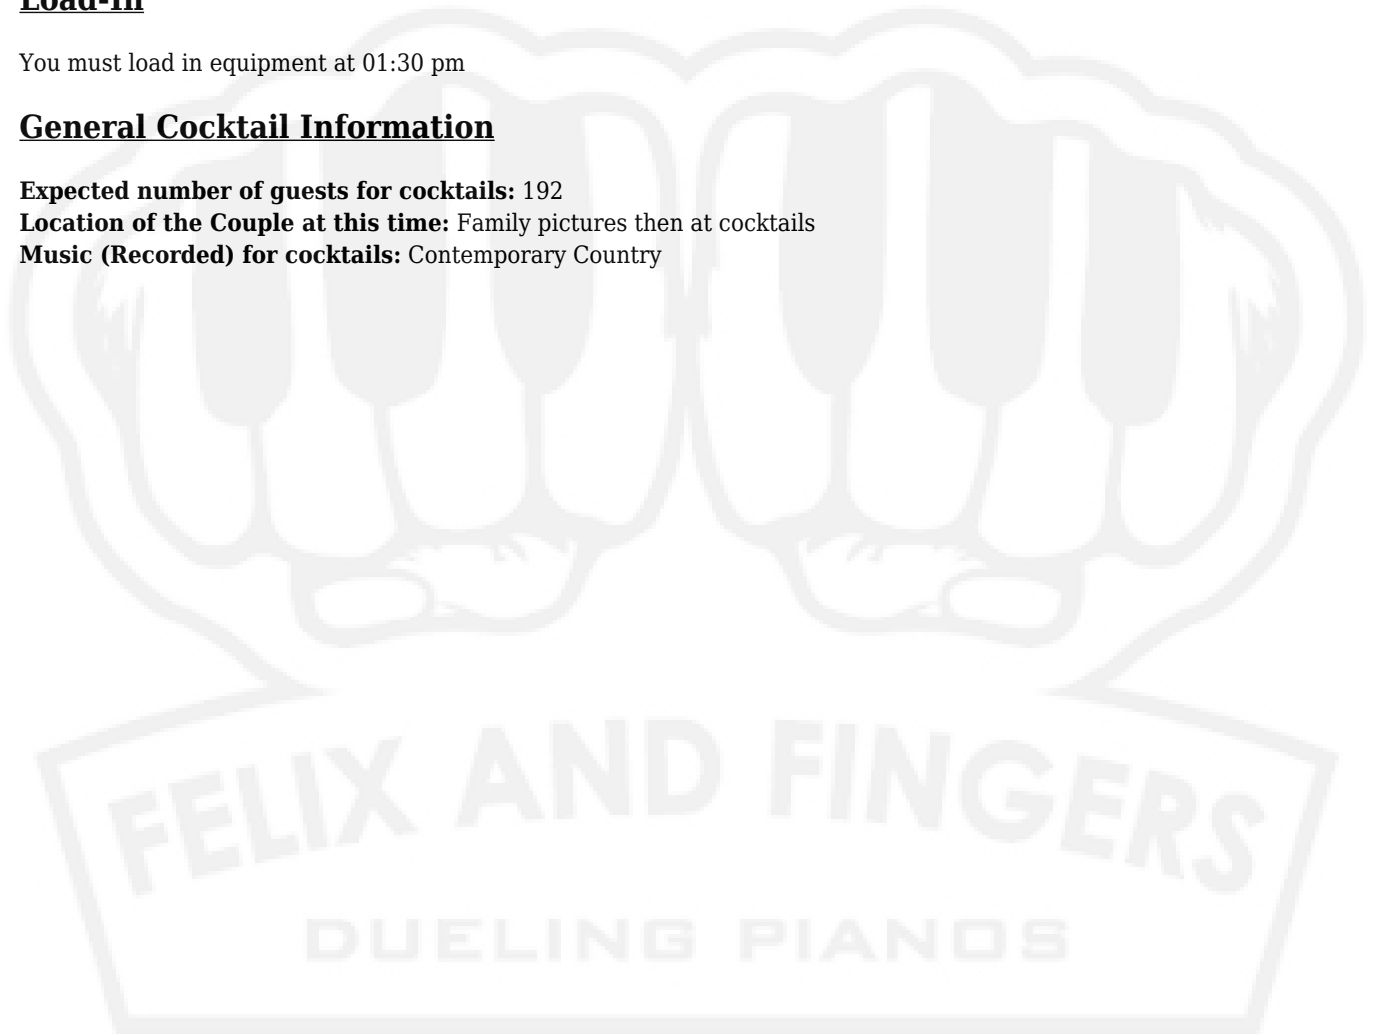 Load-In
You must load in equipment at 01:30 pm
General Cocktail Information
Expected number of guests for cocktails: 192
Location of the Couple at this time: Family pictures then at cocktails
Music (Recorded) for cocktails: Contemporary Country
FELIX AND FINGERS
DUELING PIANOS